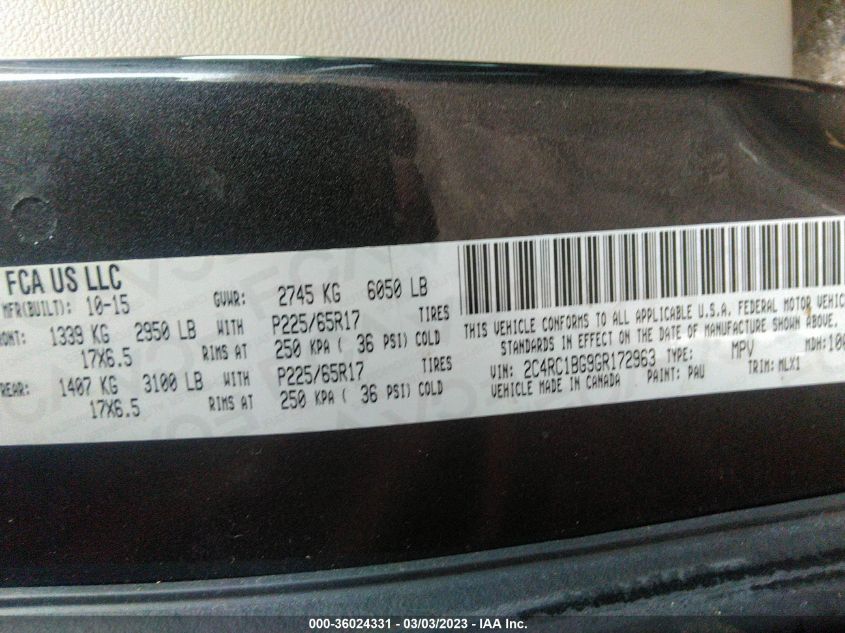 FCA US LLC
MFR(BUILT): 10-15 GVWR: 2745 KG 6050 LB
FRONT: 1339 KG 2950 LB WITH P225/65R17 TIRES
17X6.5 RIMS AT 250 KPA ( 36 PSI) COLD
REAR: 1407 KG 3100 LB WITH P225/65R17 TIRES
17X6.5 RIMS AT 250 KPA ( 36 PSI) COLD
THIS VEHICLE CONFORMS TO ALL APPLICABLE U.S.A. FEDERAL MOTOR VEHIC
STANDARDS IN EFFECT ON THE DATE OF MANUFACTURE SHOWN ABOVE.
VIN: 2C4RC1BG9GR172963 TYPE: MPV MDH: 100
VEHICLE MADE IN CANADA PAINT: PAU TRIM: MLX1
000-36024331 - 03/03/2023 - IAA Inc.